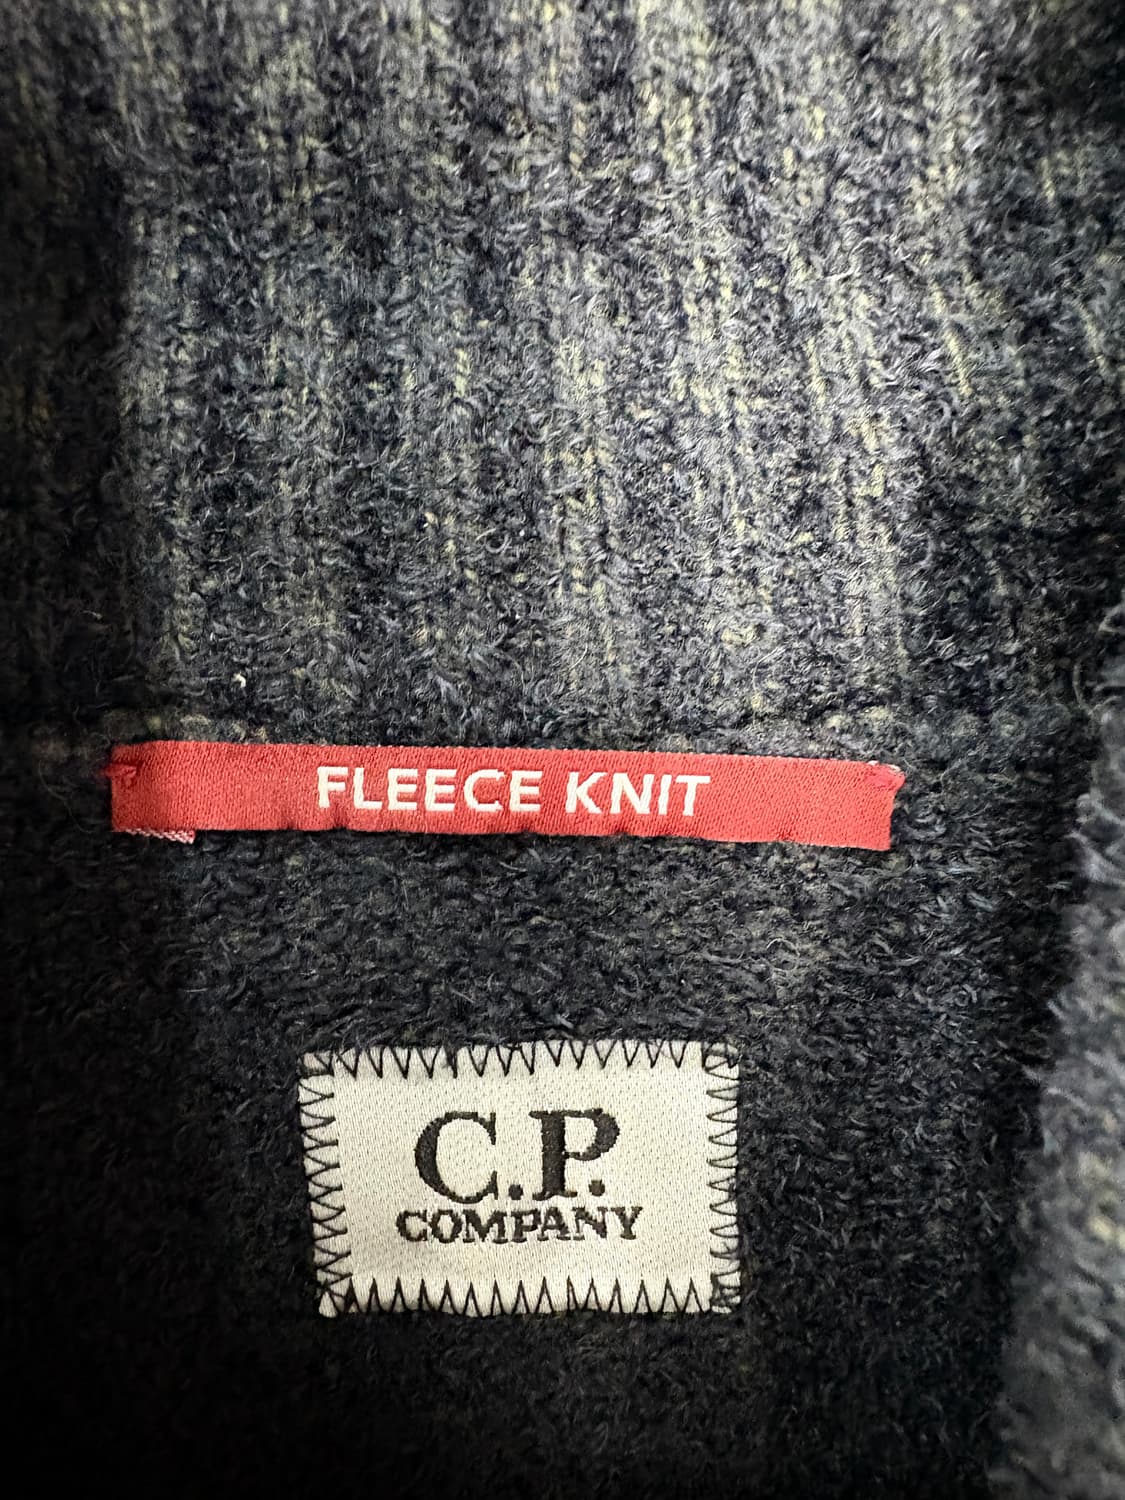 FLEECE KNIT
C.P.
COMPANY